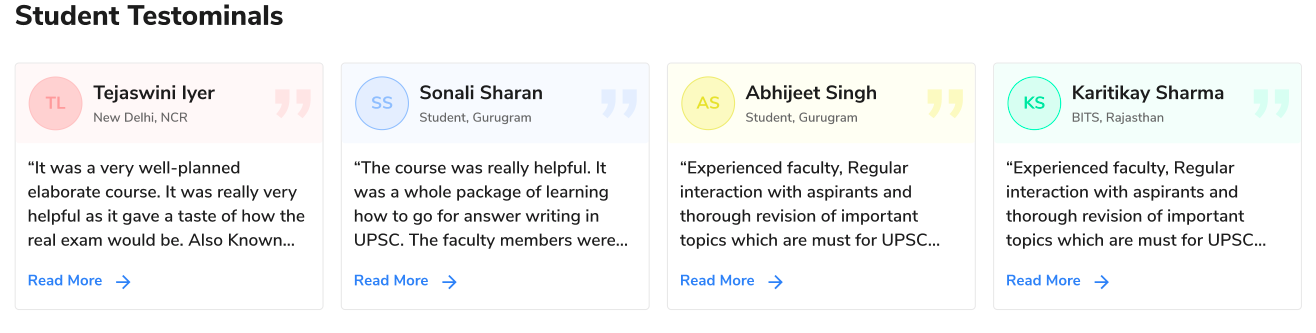 Student Testominals
TL
Tejaswini Iyer
New Delhi, NCR
“It was a very well-planned
elaborate course. It was really very
helpful as it gave a taste of how the
real exam would be. Also Known...
Read More
SS
Sonali Sharan
Student, Gurugram
“The course was really helpful. It
was a whole package of learning
how to go for answer writing in
UPSC. The faculty members were...
Read More
AS
Abhijeet Singh
Student, Gurugram
“Experienced faculty, Regular
interaction with aspirants and
thorough revision of important
topics which are must for UPSC...
Read More
KS
Karitikay Sharma
BITS, Rajasthan
“Experienced faculty, Regular
interaction with aspirants and
thorough revision of important
topics which are must for UPSC...
Read More